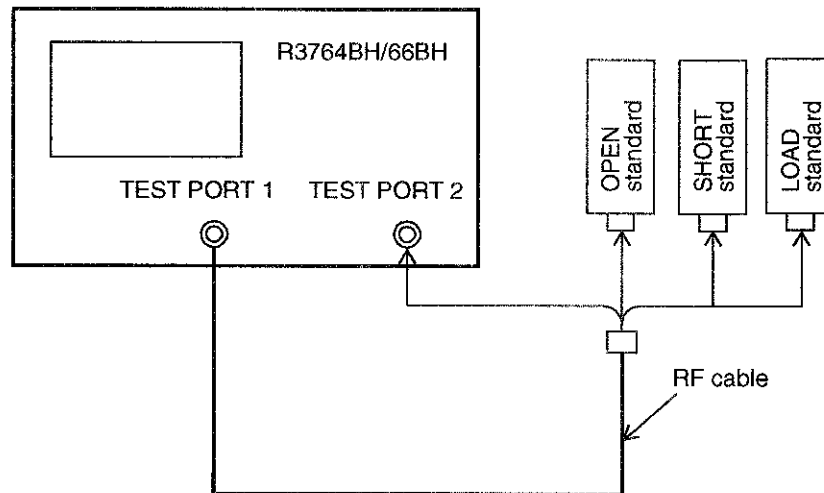 R3764BH/66BH
TEST PORT 1
TEST PORT 2
OPEN
standard
SHORT
standard
LOAD
standard
RF cable